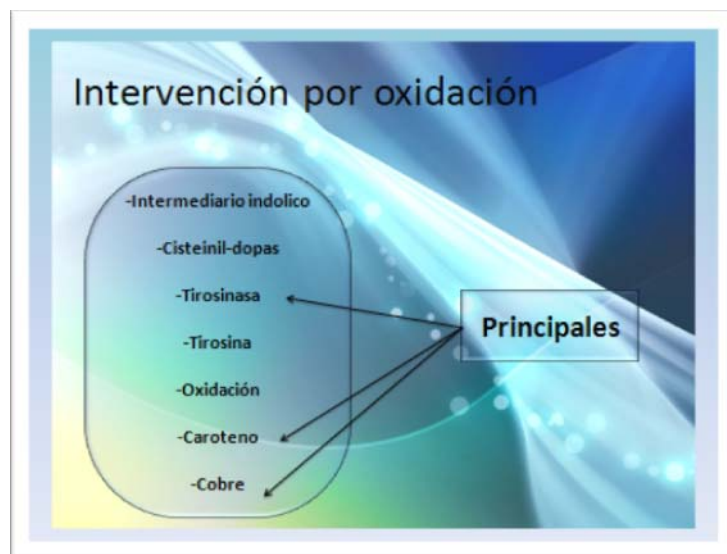 Intervención por oxidación
-Intermediario indolico
-Cisteinil-dopas
-Tirosinasa
-Tirosina
-Oxidación
-Caroteno
-Cobre
Principales